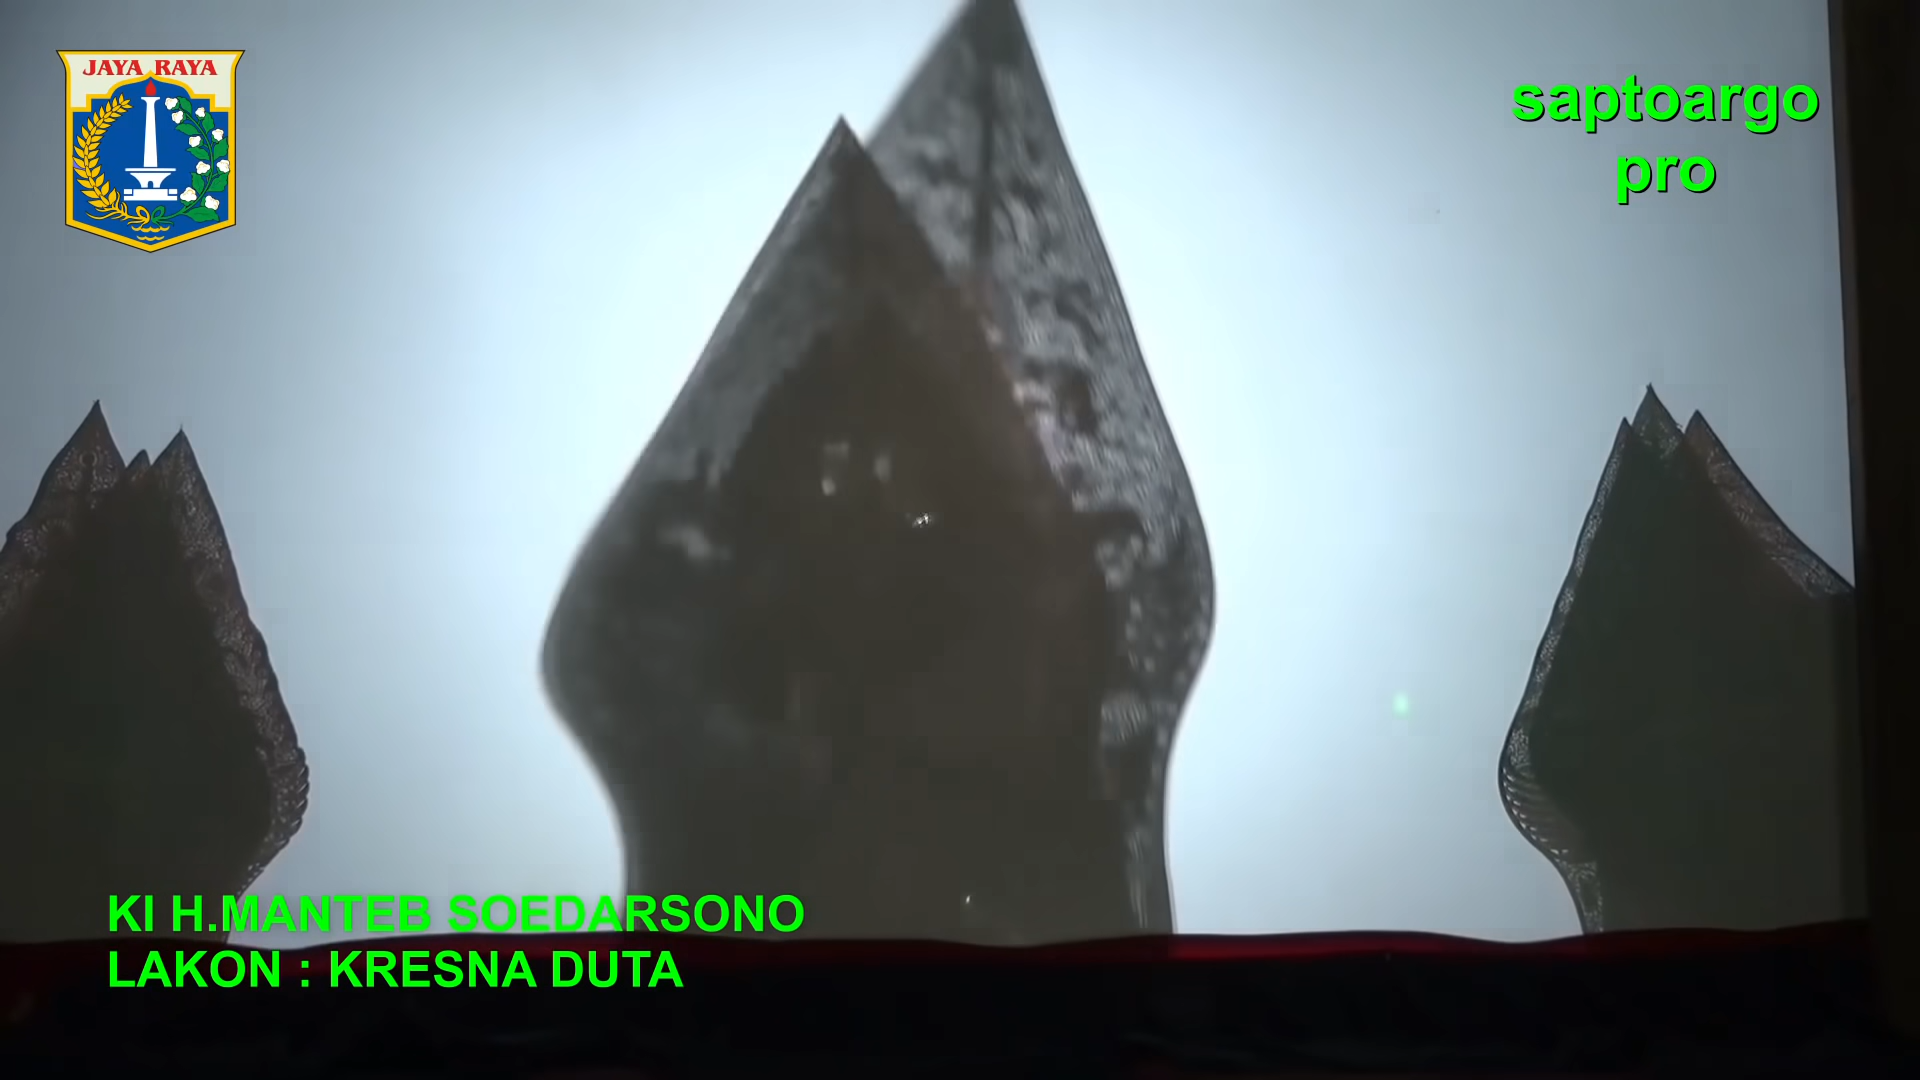 JAYA RAYA
saptoargo
pro
KI H.MANTEB SOEDARSONO
LAKON : KRESNA DUTA